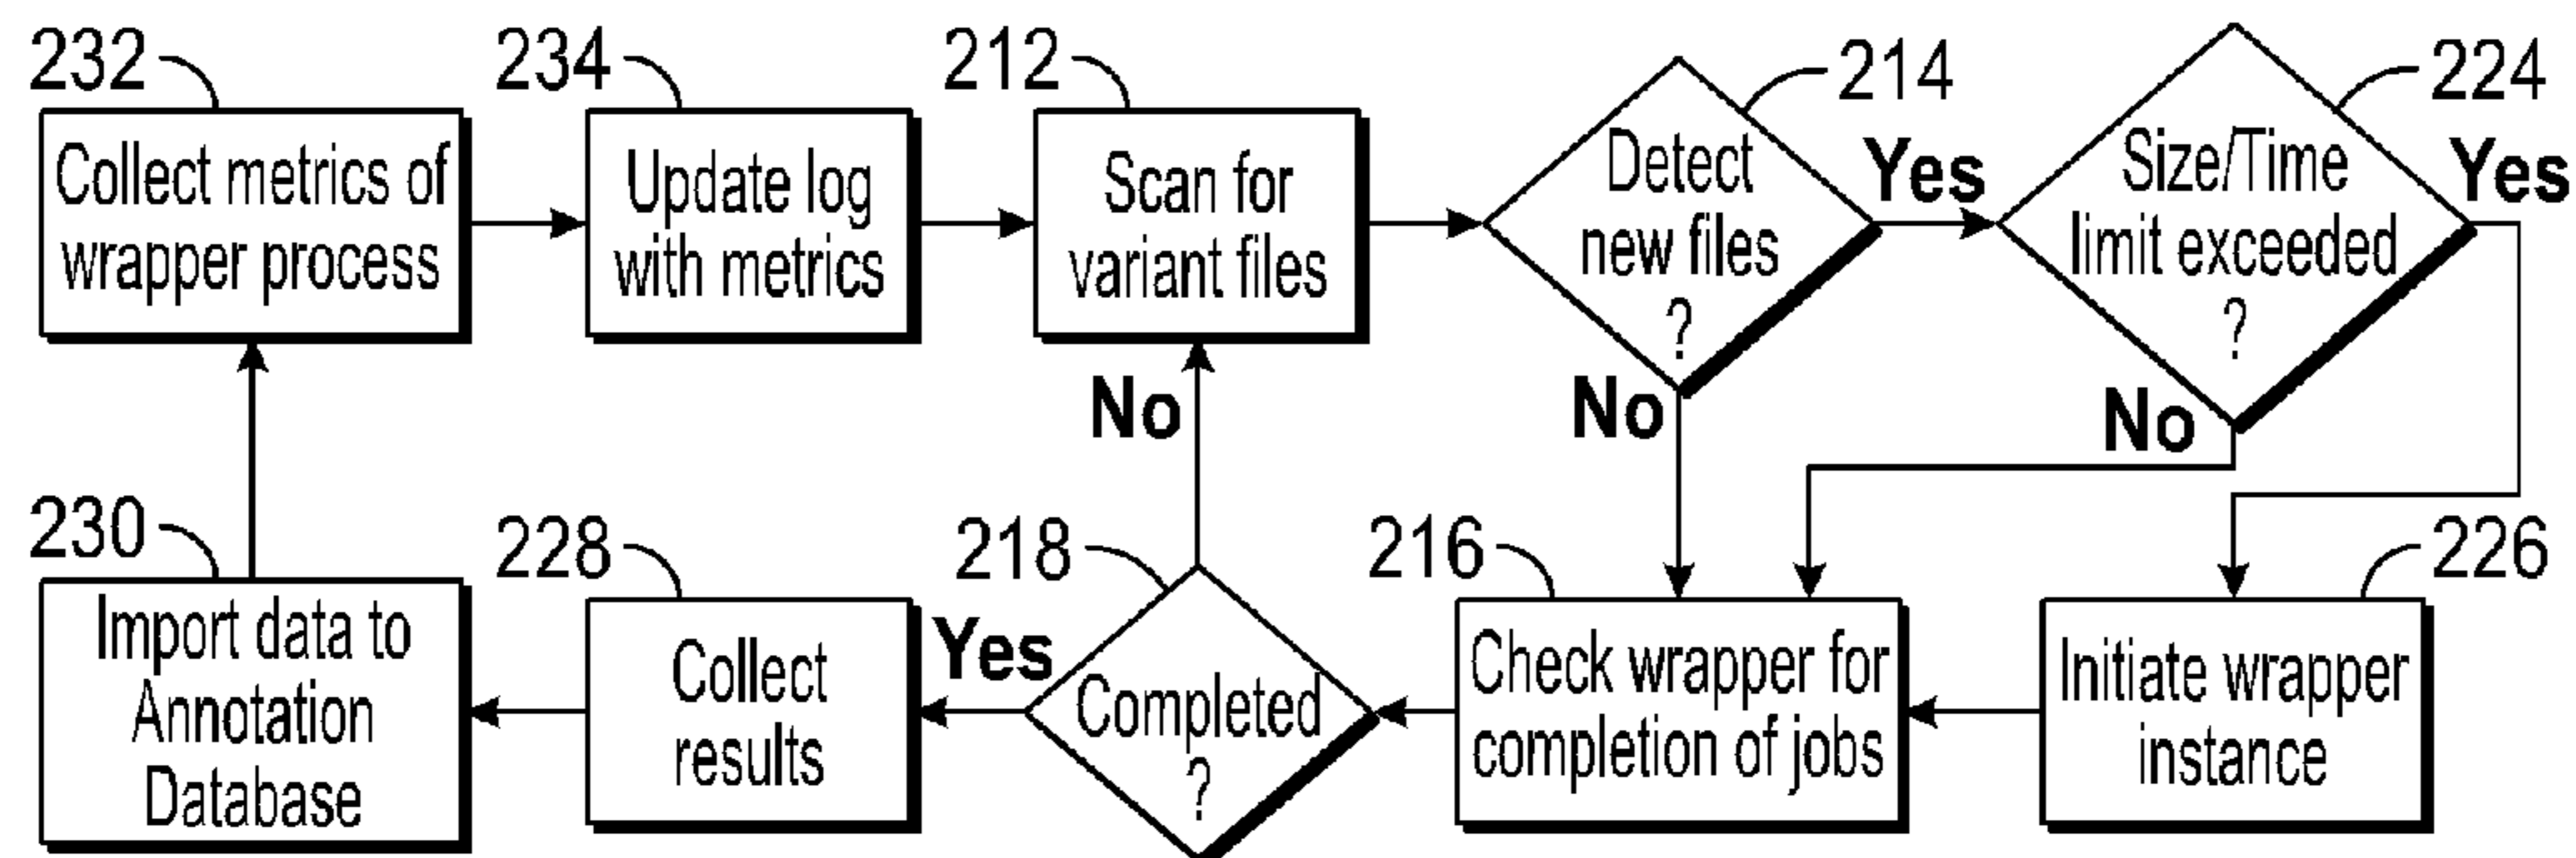 232
Collect metrics of
wrapper process
234
Update log
with metrics
212
Scan for
variant files
214
Detect
new files
?
Yes
No
224
Size/Time
limit exceeded
?
Yes
No
230
Import data to
Annotation
Database
228
Collect
results
Yes
218
No
Completed
?
216
Check wrapper for
completion of jobs
226
Initiate wrapper
instance